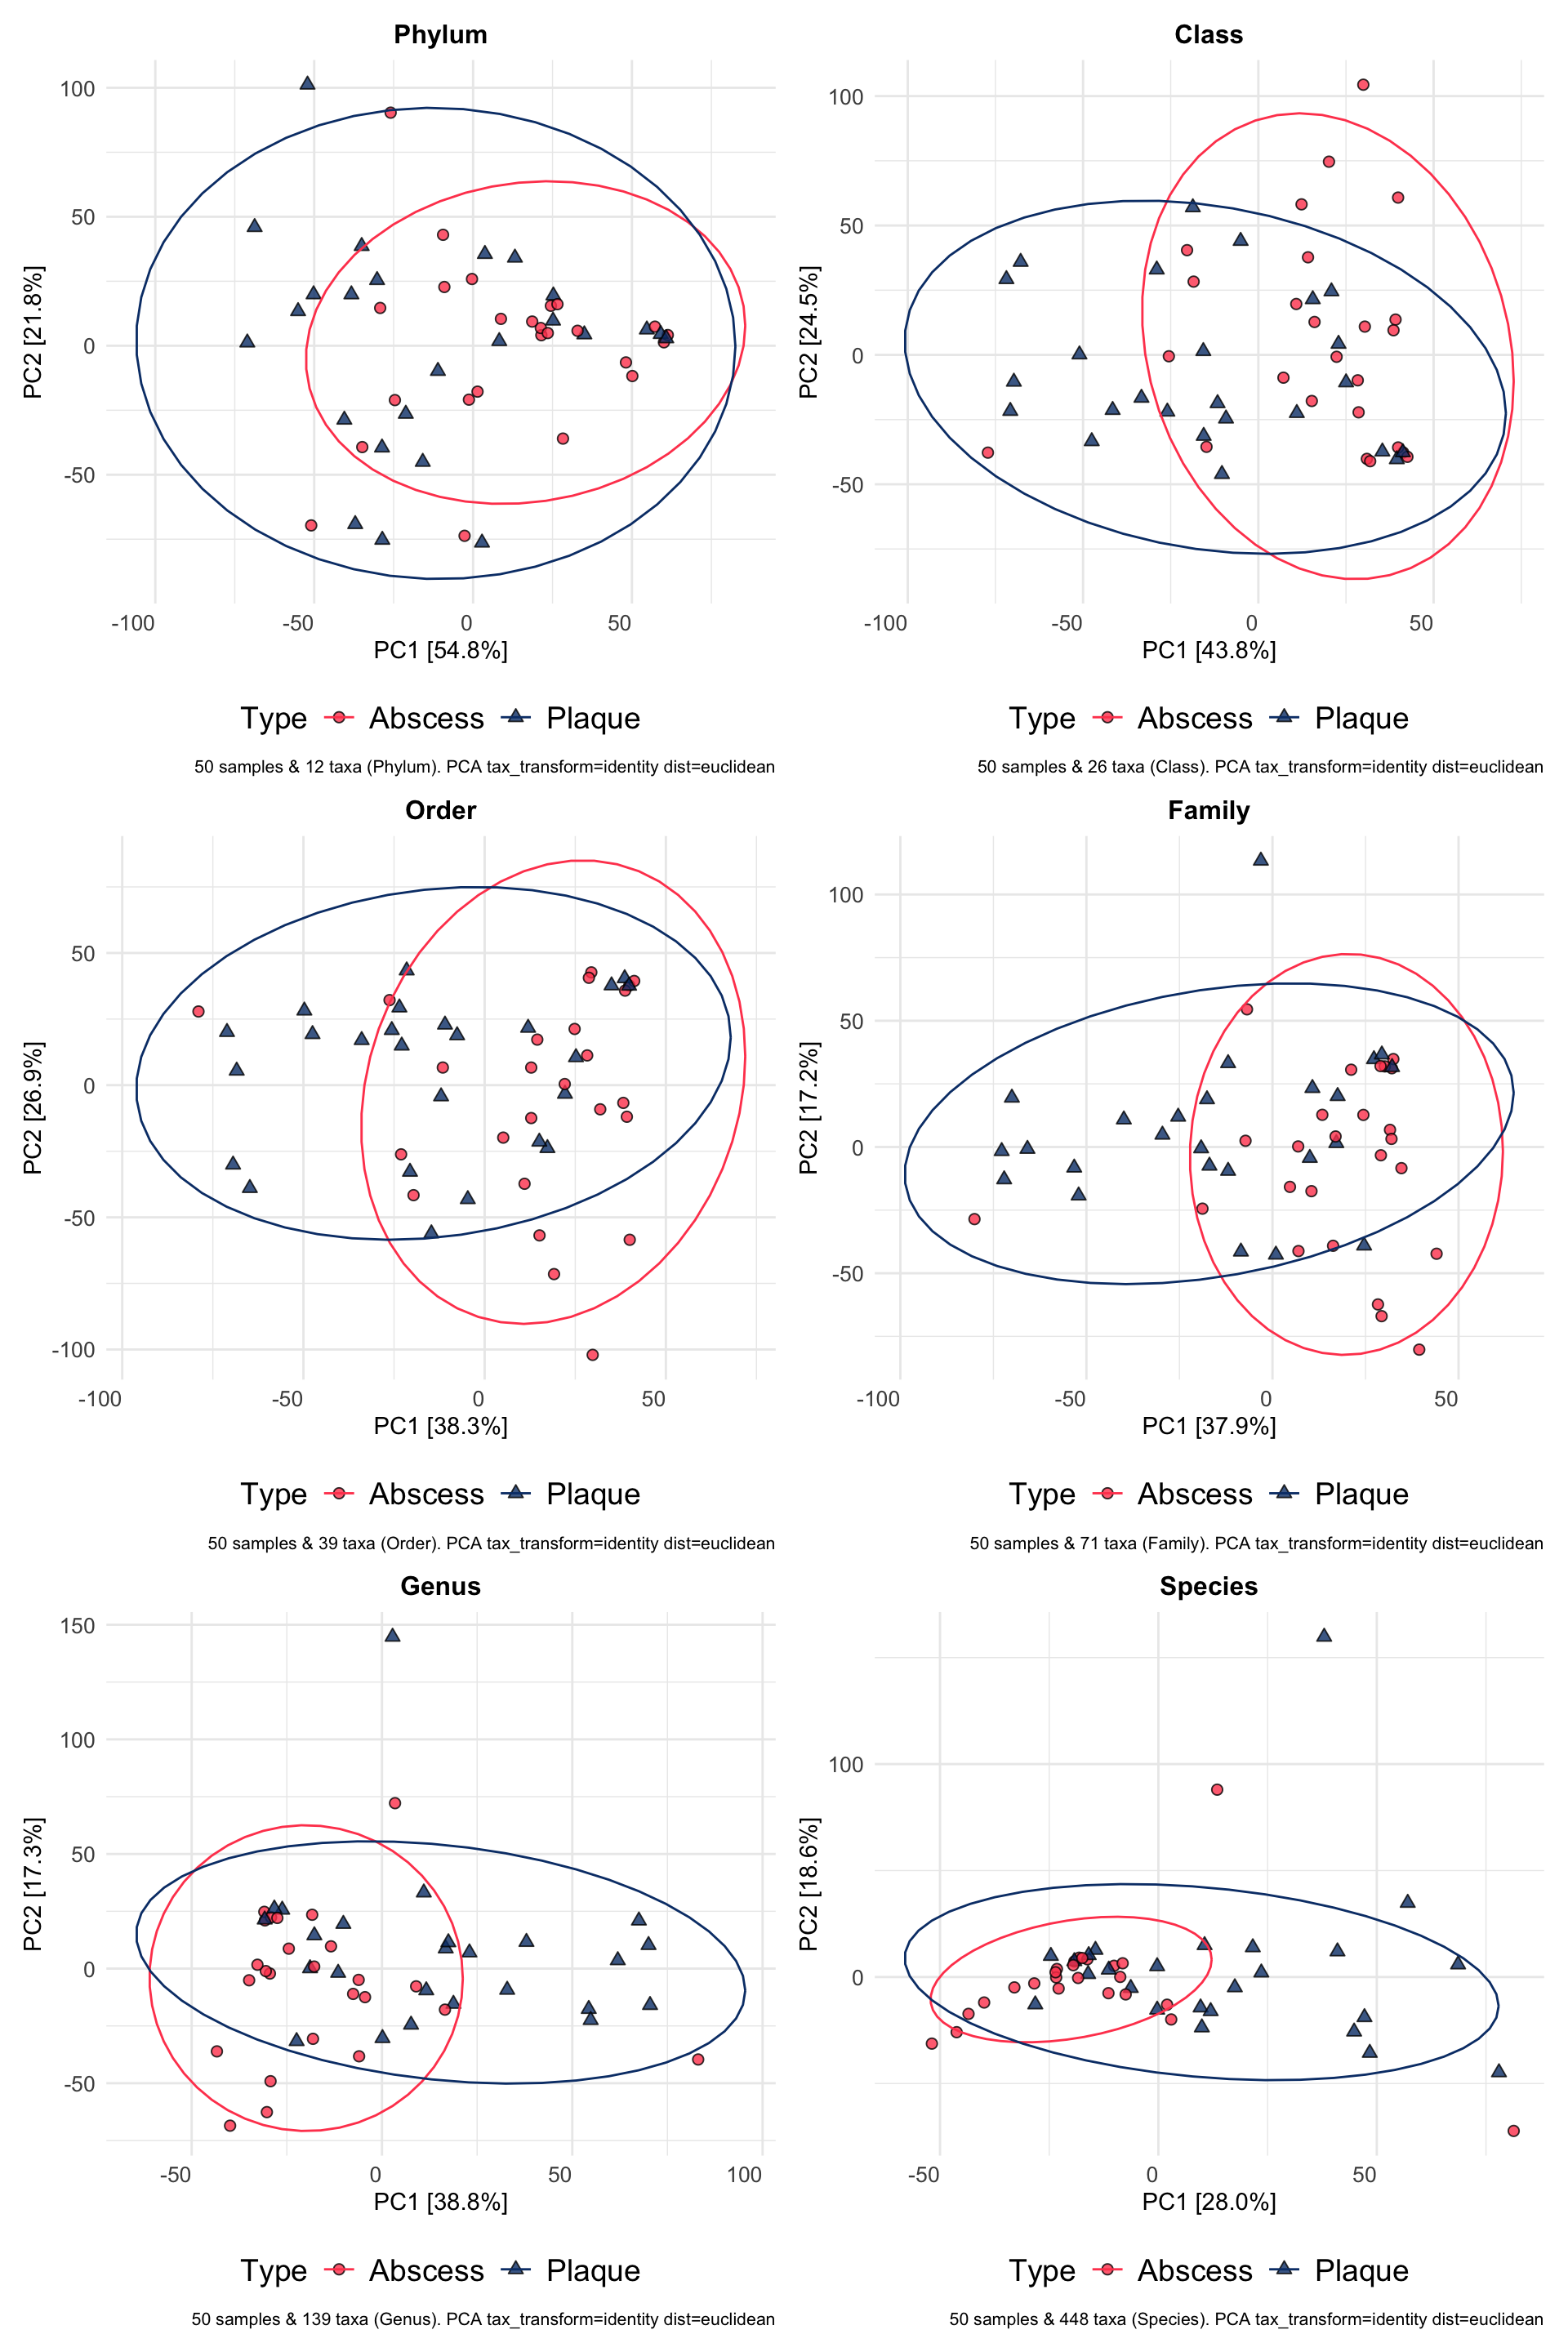 Phylum
100
50
0
-50
PC2 [21.8%]
-100 -50 0 50
PC1 [54.8%]
Type Abscess Plaque
50 samples & 12 taxa (Phylum). PCA tax_transform=identity dist=euclidean
Class
100
50
0
-50
PC2 [24.5%]
-100 -50 0 50
PC1 [43.8%]
Type Abscess Plaque
50 samples & 26 taxa (Class). PCA tax_transform=identity dist=euclidean
Order
50
0
-50
-100
PC2 [26.9%]
-100 -50 0 50
PC1 [38.3%]
Type Abscess Plaque
50 samples & 39 taxa (Order). PCA tax_transform=identity dist=euclidean
Family
100
50
0
-50
PC2 [17.2%]
-100 -50 0 50
PC1 [37.9%]
Type Abscess Plaque
50 samples & 71 taxa (Family). PCA tax_transform=identity dist=euclidean
Genus
150
100
50
0
-50
PC2 [17.3%]
-50 0 50 100
PC1 [38.8%]
Type Abscess Plaque
50 samples & 139 taxa (Genus). PCA tax_transform=identity dist=euclidean
Species
100
0
PC2 [18.6%]
-50 0 50
PC1 [28.0%]
Type Abscess Plaque
50 samples & 448 taxa (Species). PCA tax_transform=identity dist=euclidean